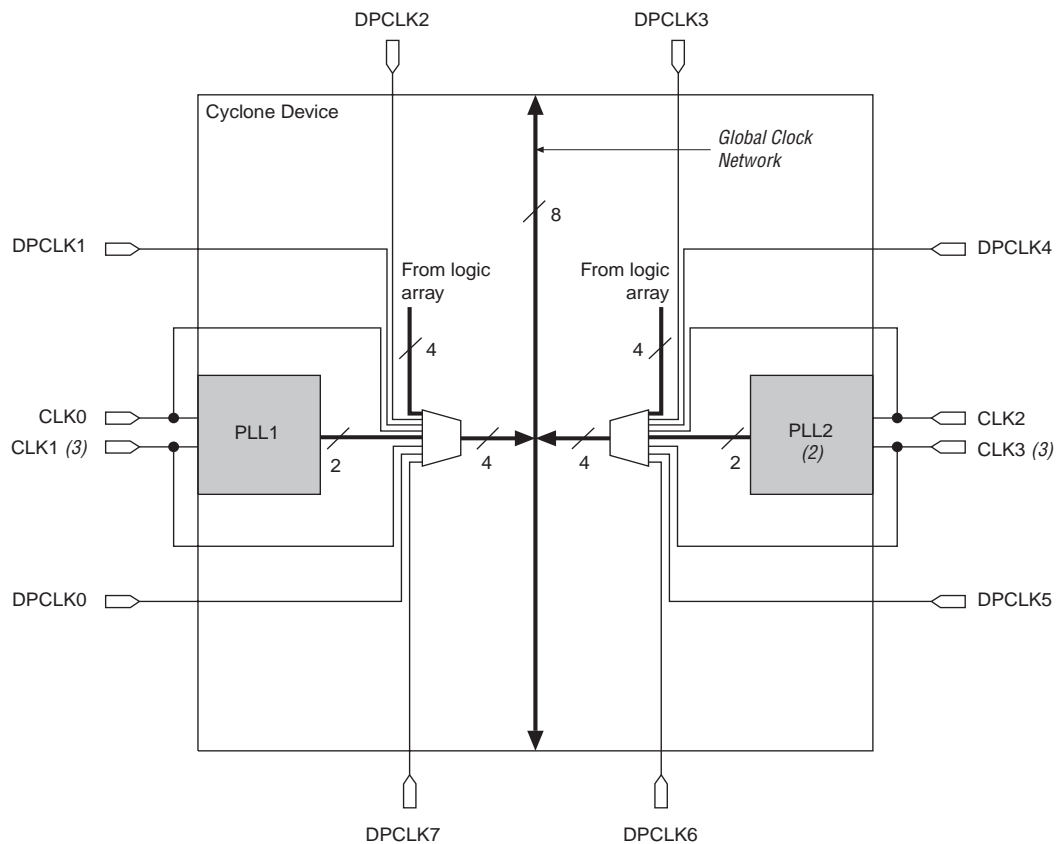 DPCLK2
DPCLK3
Cyclone Device
Global Clock
Network
8
DPCLK1
DPCLK4
From logic
array
From logic
array
4
4
CLK0
PLL1
PLL2
(2)
CLK2
CLK1 (3)
CLK3 (3)
2
4
4
2
DPCLK0
DPCLK5
DPCLK7
DPCLK6